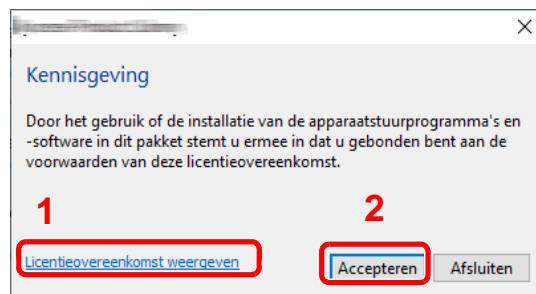 Kennisgeving
Door het gebruik of de installatie van de apparaatstuurprogramma's en
-software in dit pakket stemt u ermee in dat u gebonden bent aan de
voorwaarden van deze licentieovereenkomst.
1
2
Licentieovereenkomst weergeven
Accepteren
Afsluiten